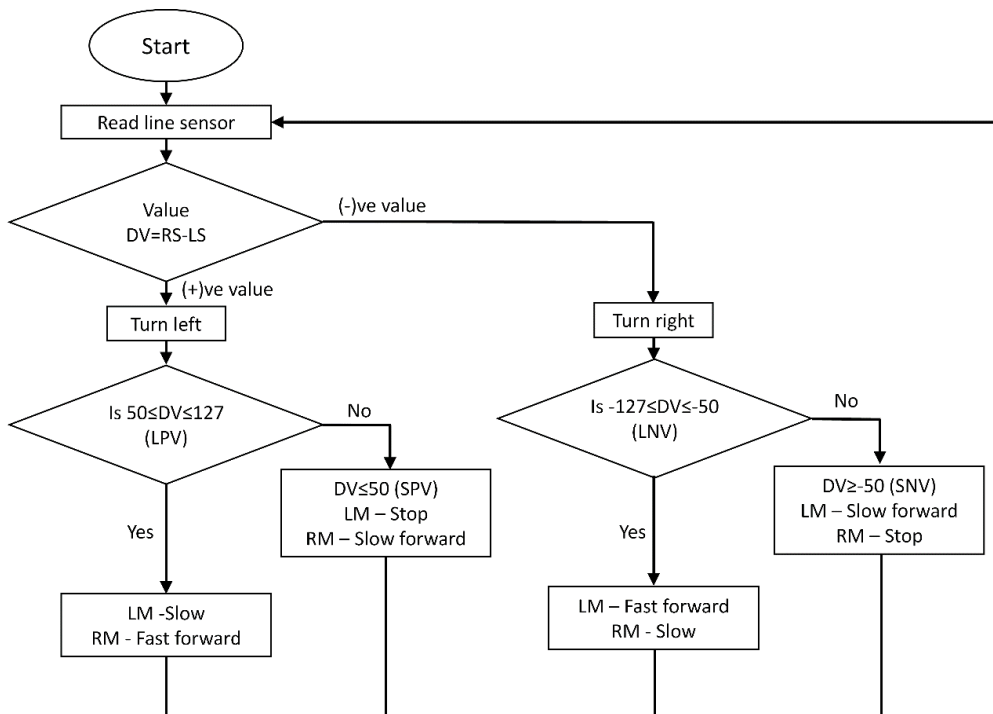 Start
Read line sensor
Value
DV=RS-LS
(-)ve value
(+)ve value
Turn left
Turn right
Is 50≤DV≤127
(LPV)
No
Is -127≤DV≤-50
(LNV)
No
DV≤50 (SPV)
LM – Stop
RM – Slow forward
DV≥-50 (SNV)
LM – Slow forward
RM – Stop
Yes
Yes
LM -Slow
RM - Fast forward
LM – Fast forward
RM - Slow